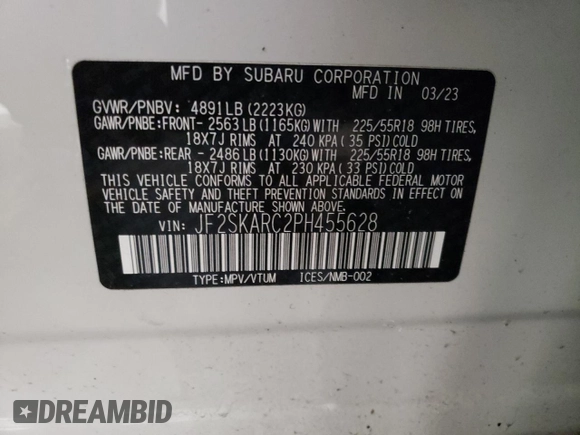 MFD BY SUBARU CORPORATION
MFD IN 03/23
GVWR/PNBV: 4891LB (2223KG)
GAWR/PNBE:FRONT- 2563LB (1165KG)WITH 225/55R18 98H TIRES,
18X7J RIMS AT 240 KPA( 35 PSI)COLD
GAWR/PNBE:REAR - 2486LB (1130KG)WITH 225/55R18 98H TIRES,
18X7J RIMS AT 230 KPA( 33 PSI)COLD
THIS VEHICLE CONFORMS TO ALL APPLICABLE FEDERAL MOTOR
VEHICLE SAFETY AND THEFT PREVENTION STANDARDS IN EFFECT ON
THE DATE OF MANUFACTURE SHOWN ABOVE.
VIN: JF2SKARC2PH455628
TYPE:MPV/VTUM ICES/NMB-002
DREAMBID